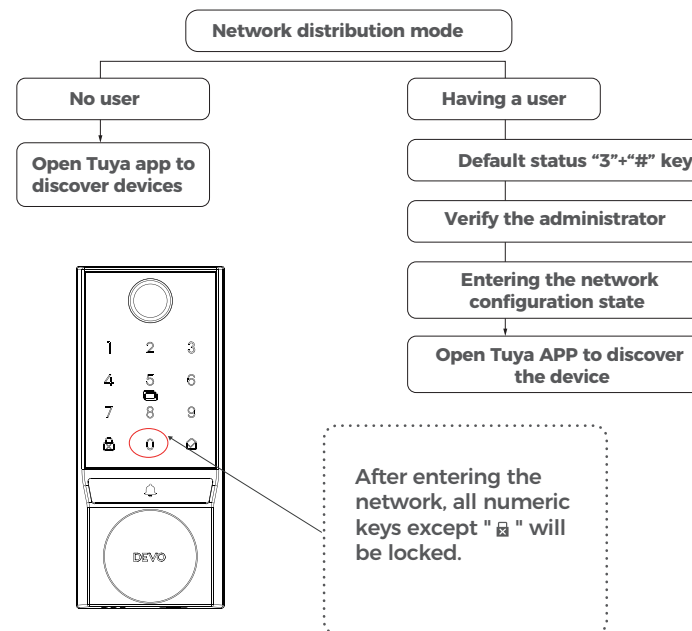 Network distribution mode
No user
Having a user
Open Tuya app to
discover devices
Default status “3”+“#” key
Verify the administrator
Entering the network
configuration state
Open Tuya APP to discover
the device
1 2 3
4 5 6
7 8 9
0
DEVO
After entering the
network, all numeric
keys except " " will
be locked.